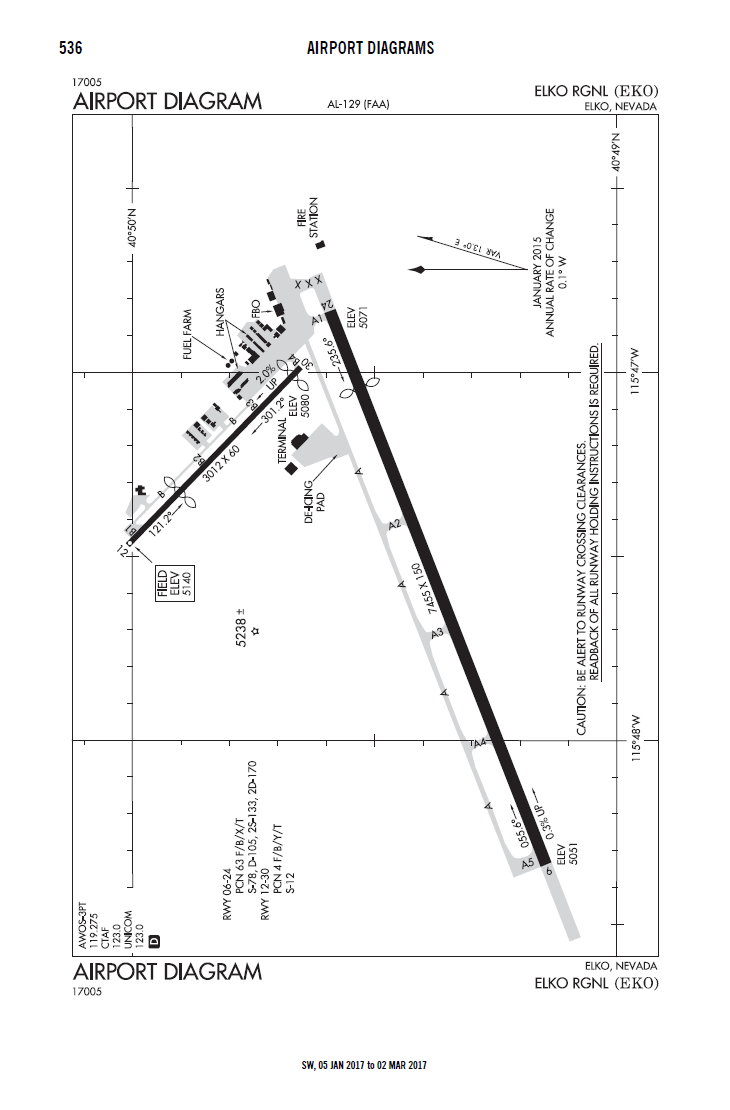 536
AIRPORT DIAGRAMS
17005
AIRPORT DIAGRAM
AL-129 (FAA)
ELKO RGNL (EKO)
ELKO, NEVADA
40°50'N
40°49'N
FIRE
STATION
VAR 13.0° E
JANUARY 2015
ANNUAL RATE OF CHANGE
0.1° W
FUEL FARM
HANGARS
FBO
X X X
A1
24
ELEV
5071
235.6°
2.0%
UP
B4
30
B3
301.2°
ELEV
5080
B
B2
3012 X 60
TERMINAL
DE-ICING
PAD
B
B1
121.2°
12
FIELD
ELEV
5140
5238 ±
A
A2
A
7455 X 150
A3
A
A4
A
055.6°
0.3% UP
A5
6
ELEV
5051
115°47'W
115°48'W
CAUTION: BE ALERT TO RUNWAY CROSSING CLEARANCES.
READBACK OF ALL RUNWAY HOLDING INSTRUCTIONS IS REQUIRED.
RWY 06-24
PCN 63 F/B/X/T
S-78, D-105, 2S-133, 2D-170
RWY 12-30
PCN 4 F/B/Y/T
S-12
AWOS-3PT
119.275
CTAF
123.0
UNICOM
123.0
D
AIRPORT DIAGRAM
17005
ELKO, NEVADA
ELKO RGNL (EKO)
SW, 05 JAN 2017 to 02 MAR 2017